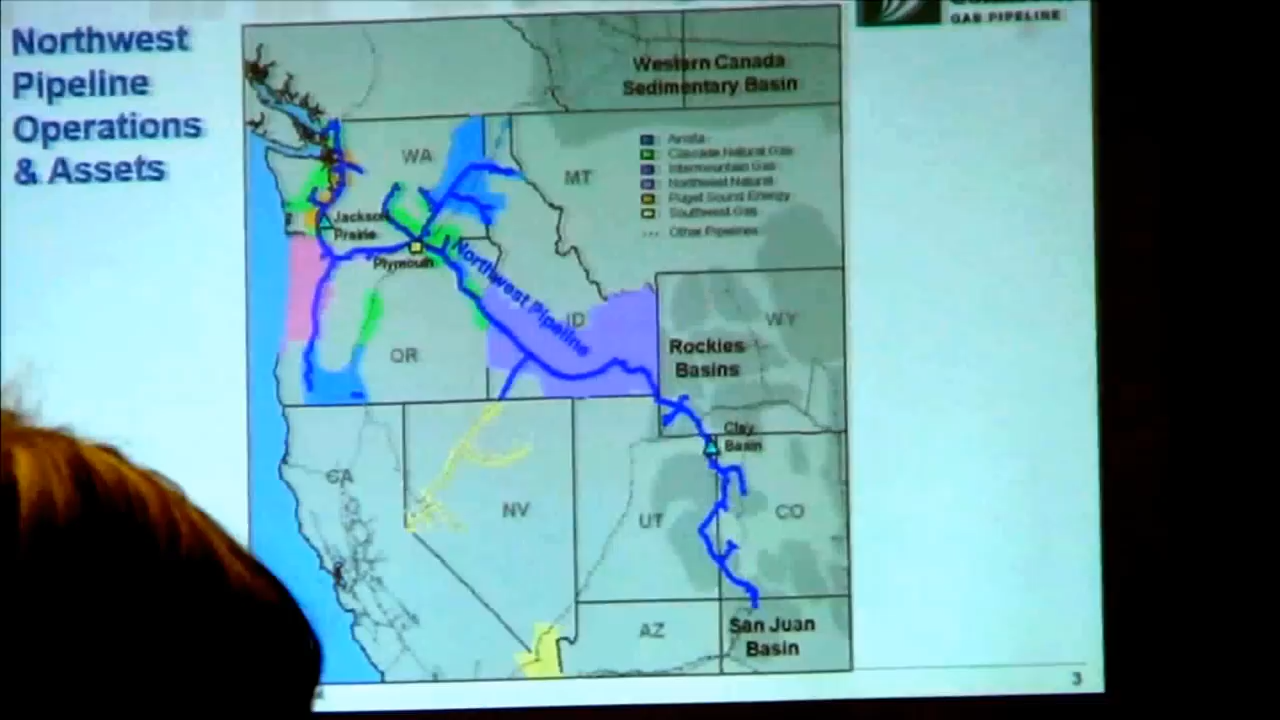 Northwest
Pipeline
Operations
& Assets
GAS PIPELINE
Western Canada
Sedimentary Basin
WA
MT
Avista
Cascade Natural Gas
Intermountain Gas
Northwest Natural
Puget Sound Energy
Southwest Gas
Other Pipelines
Jackson
Prairie
Plymouth
Northwest Pipeline
ID
OR
WY
Rockies
Basins
Clay
Basin
CA
NV
UT
CO
AZ
San Juan
Basin
3